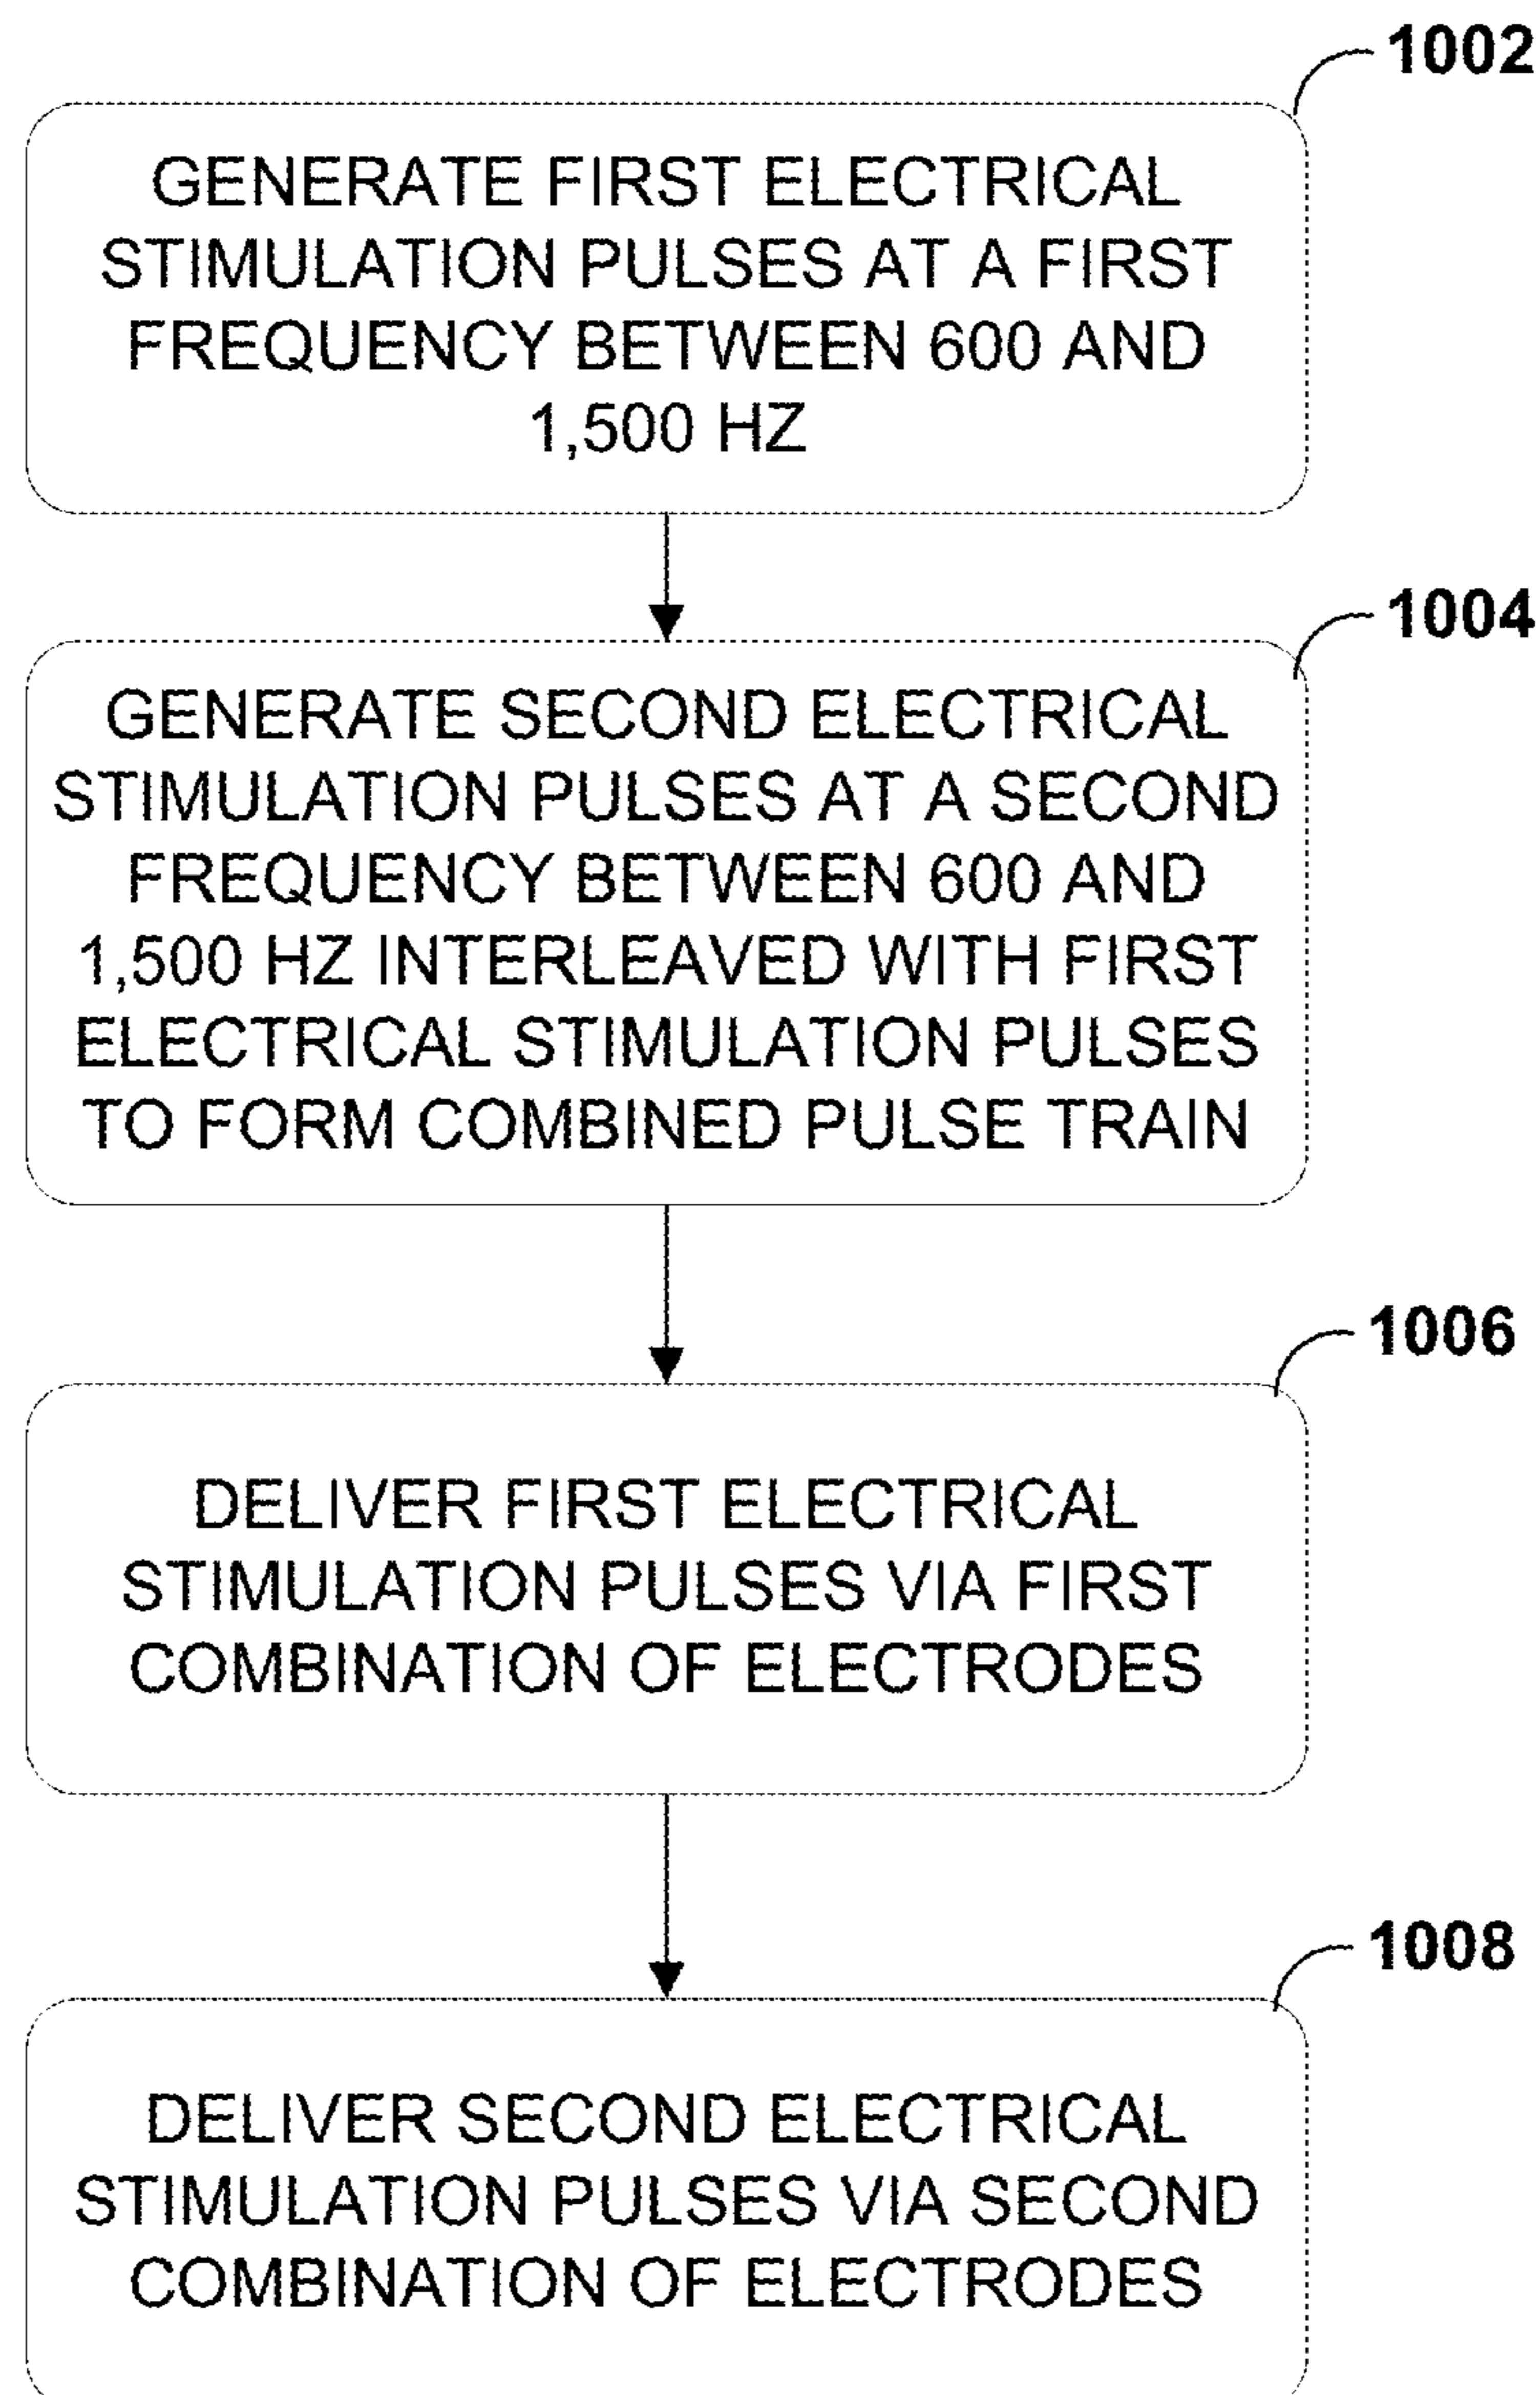 1002
GENERATE FIRST ELECTRICAL
STIMULATION PULSES AT A FIRST
FREQUENCY BETWEEN 600 AND
1,500 HZ
1004
GENERATE SECOND ELECTRICAL
STIMULATION PULSES AT A SECOND
FREQUENCY BETWEEN 600 AND
1,500 HZ INTERLEAVED WITH FIRST
ELECTRICAL STIMULATION PULSES
TO FORM COMBINED PULSE TRAIN
1006
DELIVER FIRST ELECTRICAL
STIMULATION PULSES VIA FIRST
COMBINATION OF ELECTRODES
1008
DELIVER SECOND ELECTRICAL
STIMULATION PULSES VIA SECOND
COMBINATION OF ELECTRODES